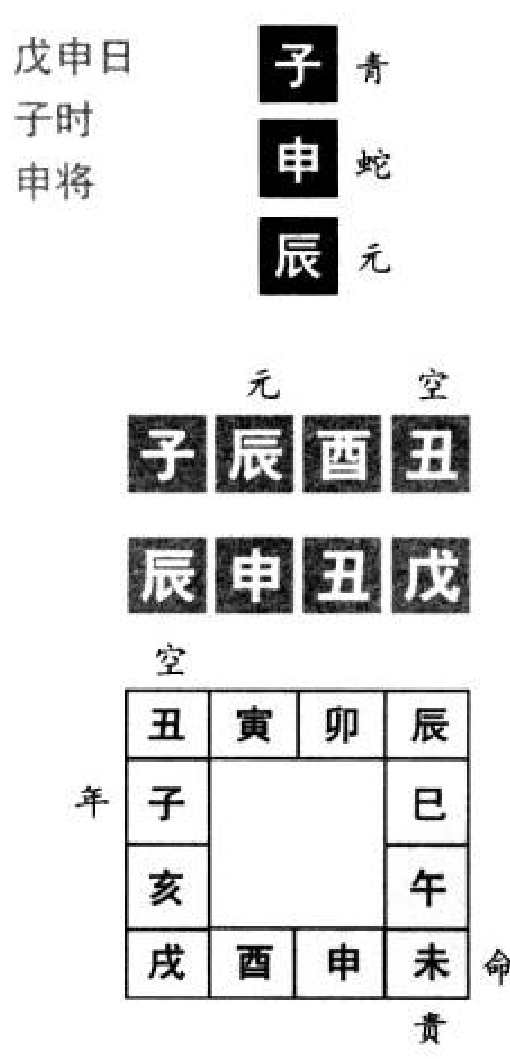 戊申日
子时
申将
子 青
申 蛇
辰 元
元 空
子 辰 酉 丑
辰 申 丑 戊
空
丑 寅 卯 辰
年 子 巳
亥 午
戌 酉 申 未 命
贵